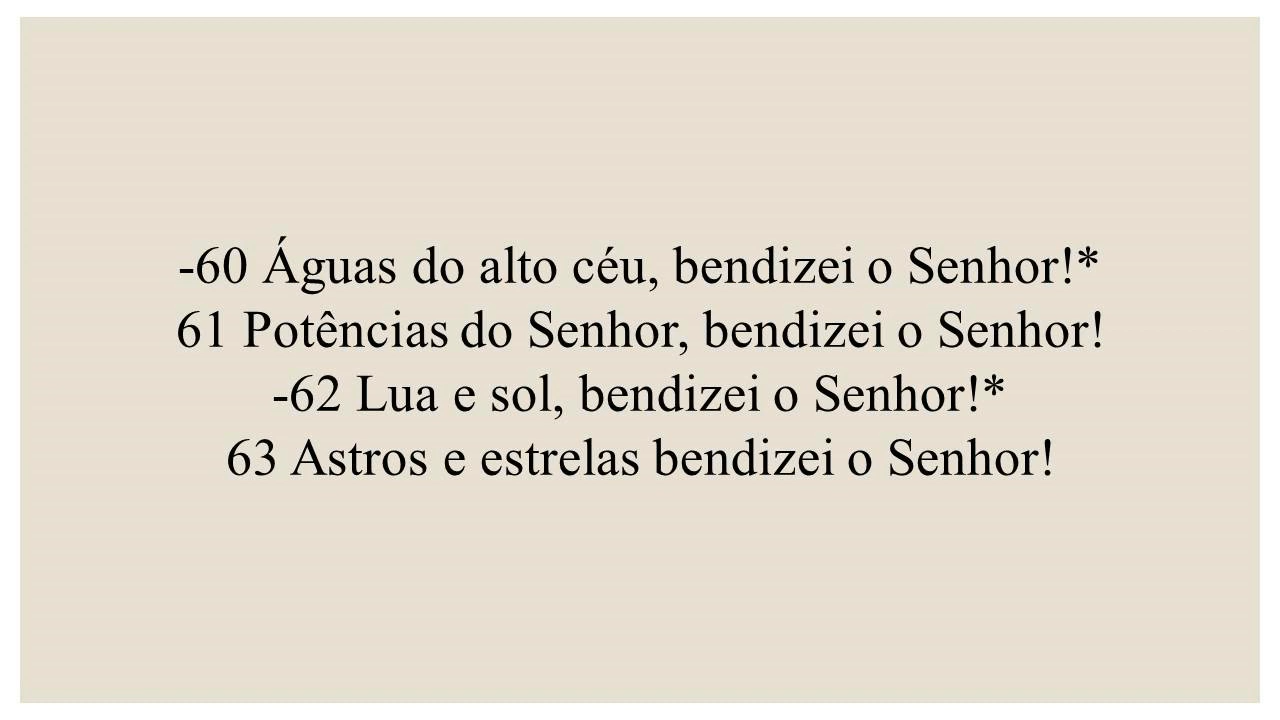 -60 Águas do alto céu, bendizei o Senhor!*
61 Potências do Senhor, bendizei o Senhor!
-62 Lua e sol, bendizei o Senhor!*
63 Astros e estrelas bendizei o Senhor!